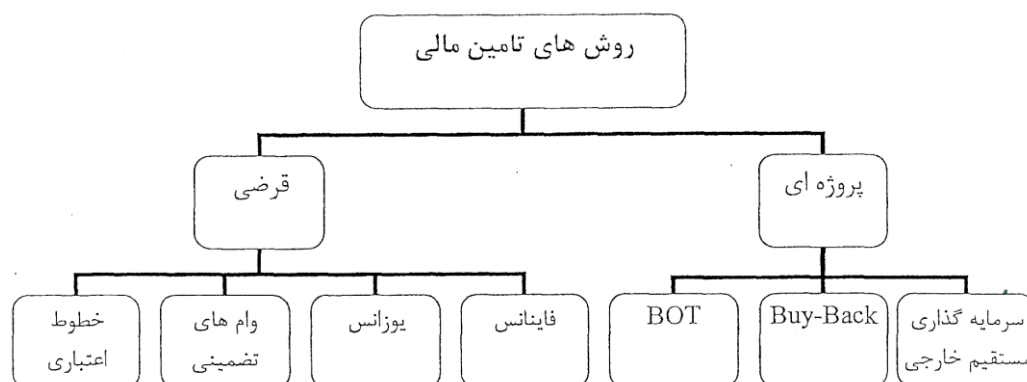 روش های تامین مالی
پروژه ای
قرضی
سرمایه گذاری
مستقیم خارجی
Buy-Back
BOT
فاینانس
یوزانس
وام های
تضمینی
خطوط
اعتباری